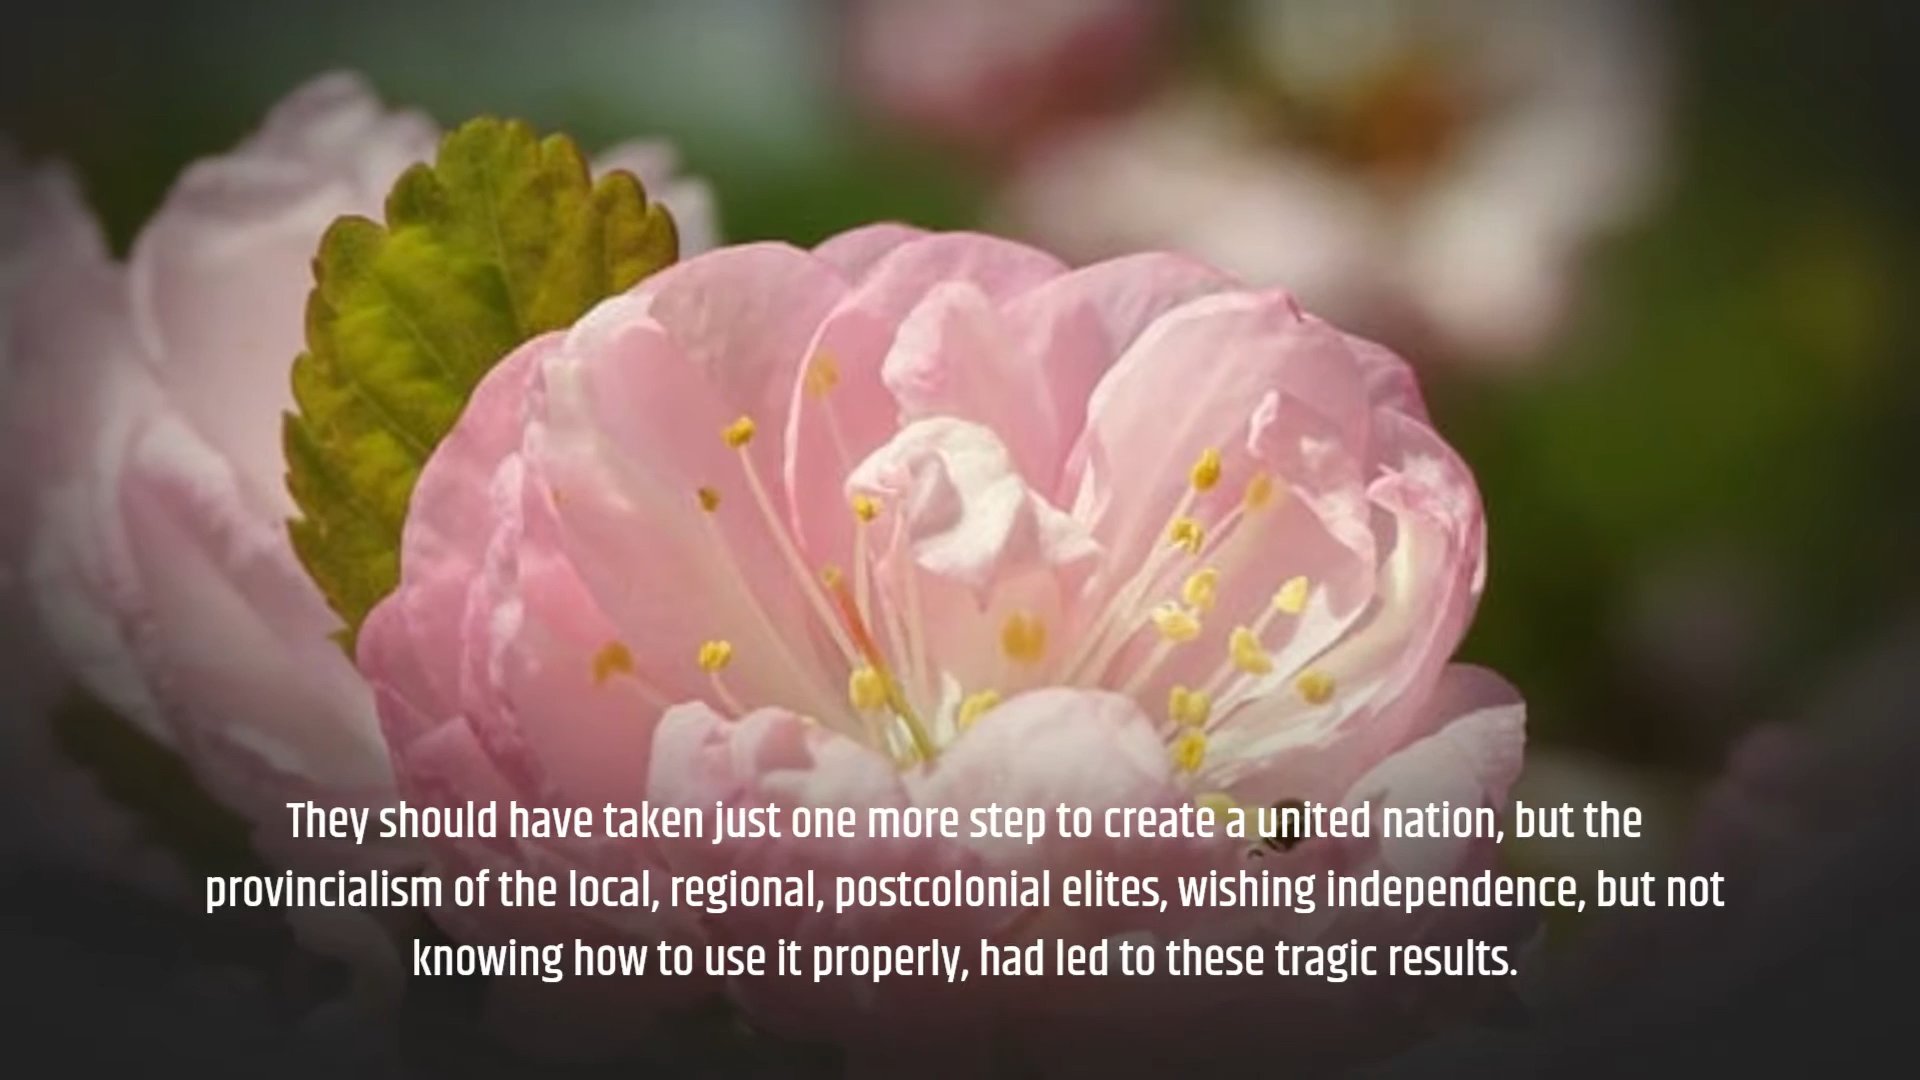 They should have taken just one more step to create a united nation, but the
provincialism of the local, regional, postcolonial elites, wishing independence, but not
knowing how to use it properly, had led to these tragic results.